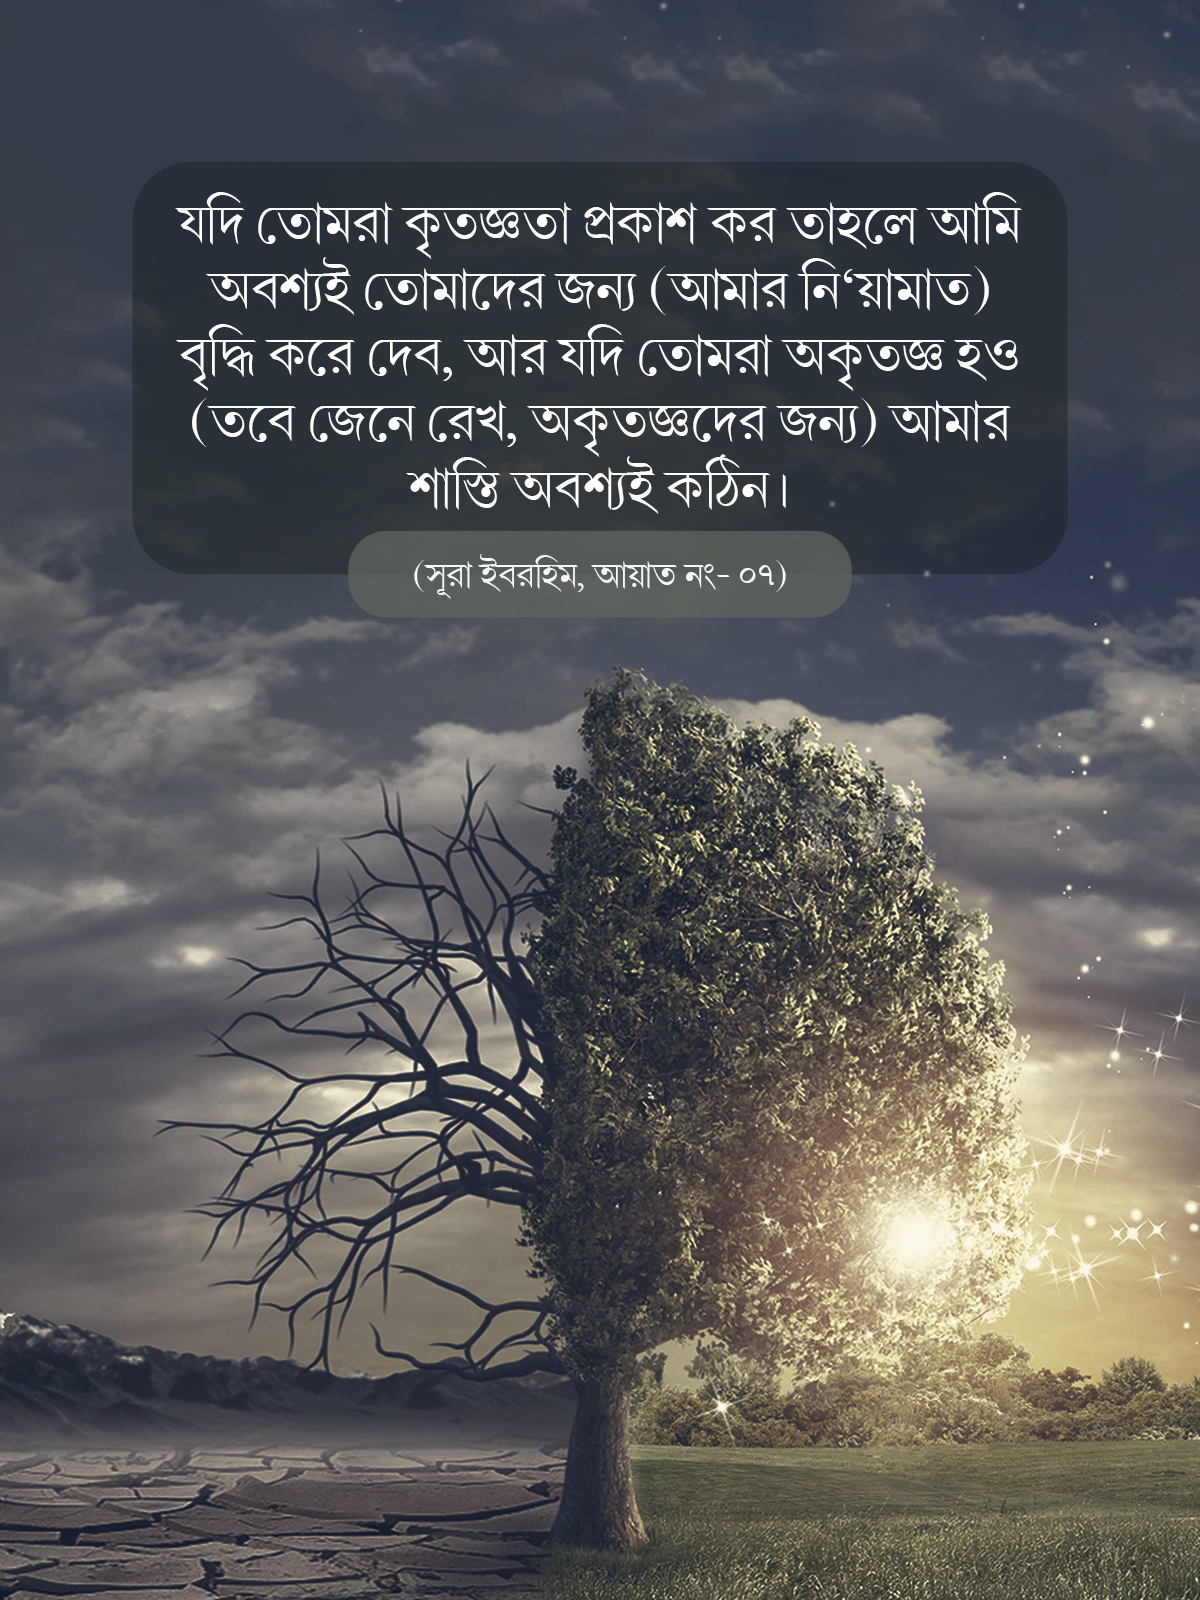 যদি তোমরা কৃতজ্ঞতা প্রকাশ কর তাহলে আমি
অবশ্যই তোমাদের জন্য (আমার নি‘য়ামাত)
বৃদ্ধি করে দেব, আর যদি তোমরা অকৃতজ্ঞ হও
(তবে জেনে রেখ, অকৃতজ্ঞদের জন্য) আমার
শাস্তি অবশ্যই কঠিন।
(সূরা ইবরহিম, আয়াত নং- ০৭)